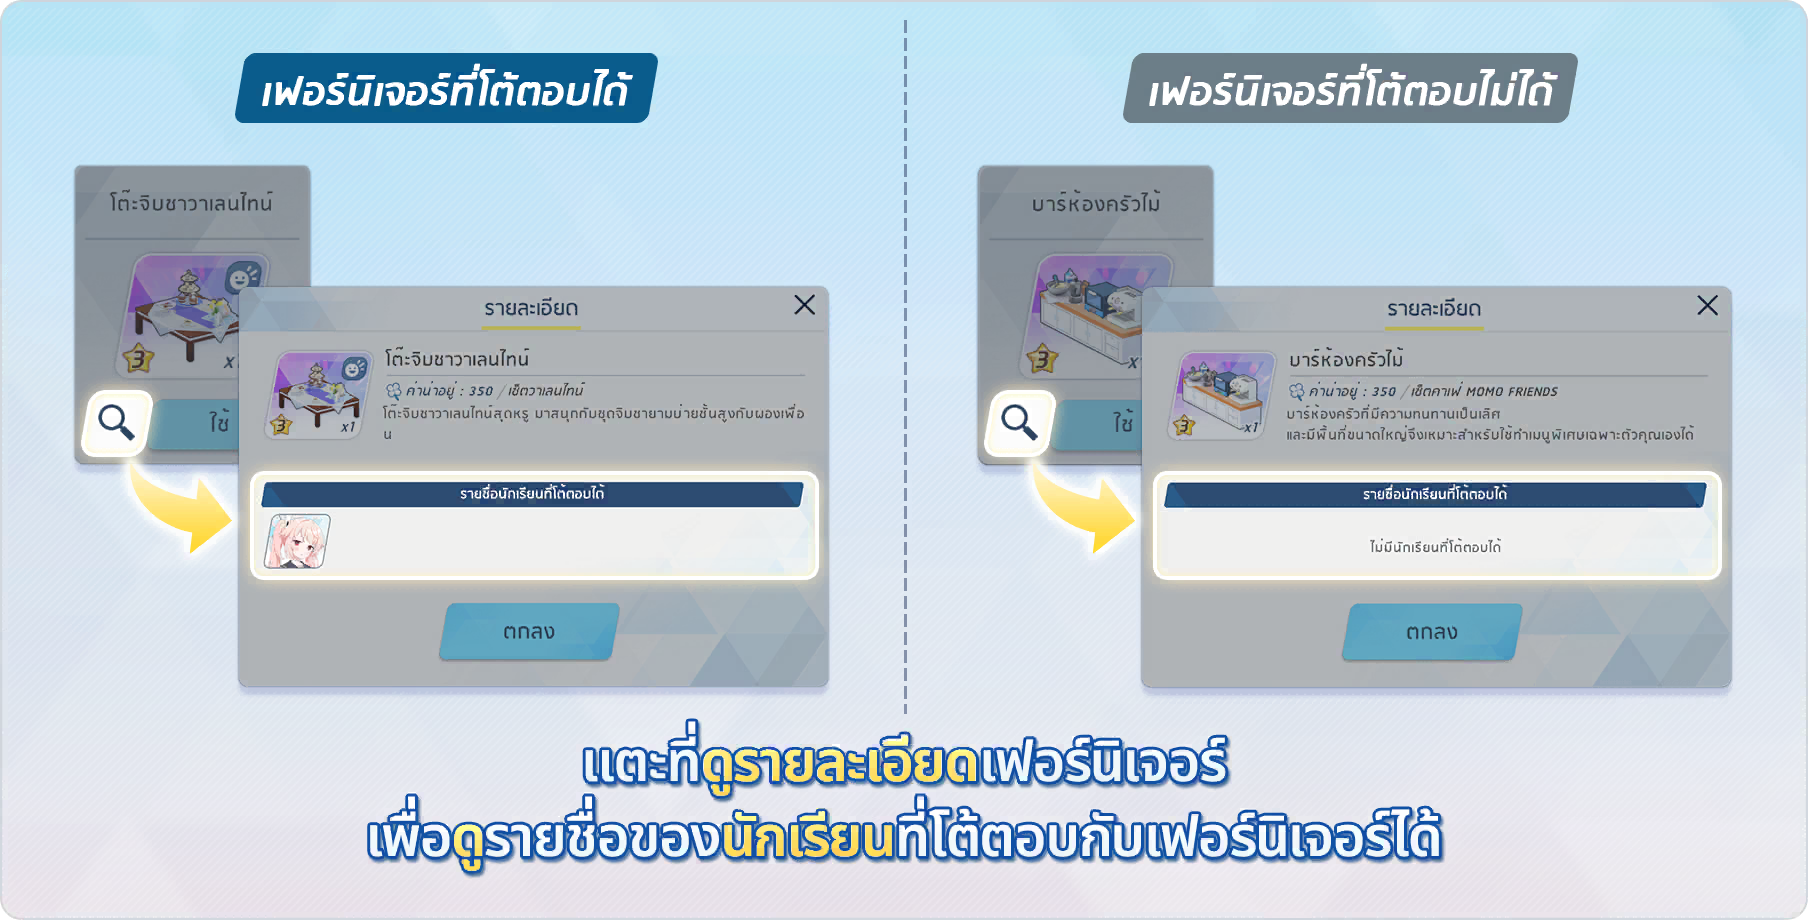 เฟอร์นิเจอร์ที่โต้ตอบได้
โต๊ะจิบชาวาเลนไทน์
3
x1
ใช้
รายละเอียด
โต๊ะจิบชาวาเลนไทน์
3
x1
ค่าน่าอยู่ : 350 / เซ็ตวาเลนไทน์
โต๊ะจิบชาวาเลนไทน์สุดหรู มาสนุกกับชุดจิบชายามบ่ายชั้นสูงกับผองเพื่อ
น
รายชื่อนักเรียนที่โต้ตอบได้
ตกลง
เฟอร์นิเจอร์ที่โต้ตอบไม่ได้
บาร์ห้องครัวไม้
3
x
ใช้
รายละเอียด
บาร์ห้องครัวไม้
3
x1
ค่าน่าอยู่ : 350 / เซ็ตคาเฟ่ MOMO FRIENDS
บาร์ห้องครัวที่มีความทนทานเป็นเลิศ
และมีพื้นที่ขนาดใหญ่จึงเหมาะสำหรับใช้ทำเมนูพิเศษเฉพาะตัวคุณเองได้
รายชื่อนักเรียนที่โต้ตอบได้
ไม่มีนักเรียนที่โต้ตอบได้
ตกลง
แตะที่ดูรายละเอียดเฟอร์นิเจอร์
เพื่อดูรายชื่อของนักเรียนที่โต้ตอบกับเฟอร์นิเจอร์ได้